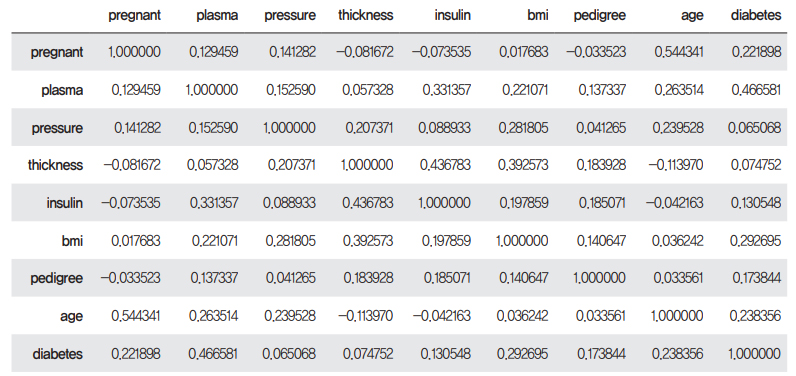 pregnant plasma pressure thickness insulin bmi pedigree age diabetes
pregnant 1.000000 0.129459 0.141282 −0.081672 −0.073535 0.017683 −0.033523 0.544341 0.221898
plasma 0.129459 1.000000 0.152590 0.057328 0.331357 0.221071 0.137337 0.263514 0.466581
pressure 0.141282 0.152590 1.000000 0.207371 0.088933 0.281805 0.041265 0.239528 0.065068
thickness −0.081672 0.057328 0.207371 1.000000 0.436783 0.392573 0.183928 −0.113970 0.074752
insulin −0.073535 0.331357 0.088933 0.436783 1.000000 0.197859 0.185071 −0.042163 0.130548
bmi 0.017683 0.221071 0.281805 0.392573 0.197859 1.000000 0.140647 0.036242 0.292695
pedigree −0.033523 0.137337 0.041265 0.183928 0.185071 0.140647 1.000000 0.033561 0.173844
age 0.544341 0.263514 0.239528 −0.113970 −0.042163 0.036242 0.033561 1.000000 0.238356
diabetes 0.221898 0.466581 0.065068 0.074752 0.130548 0.292695 0.173844 0.238356 1.000000